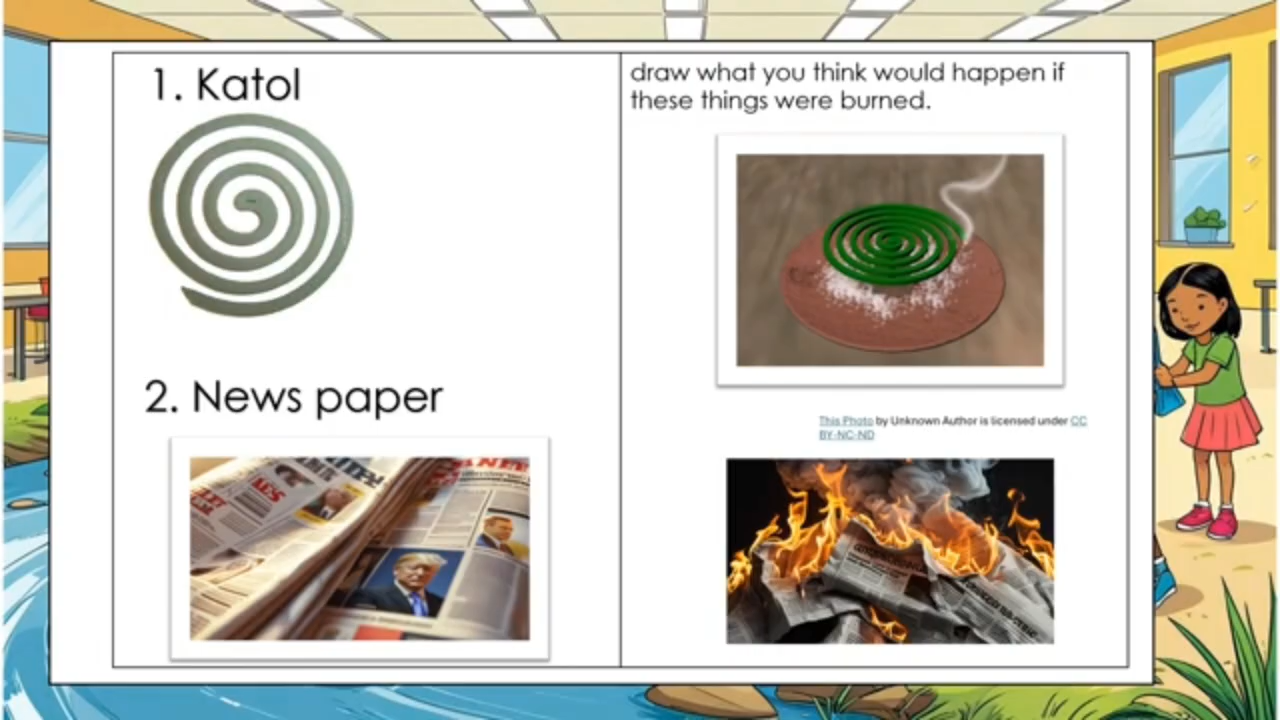 1. Katol
draw what you think would happen if
these things were burned.
2. News paper
This Photo by Unknown Author is licensed under CC
BY-NC-ND